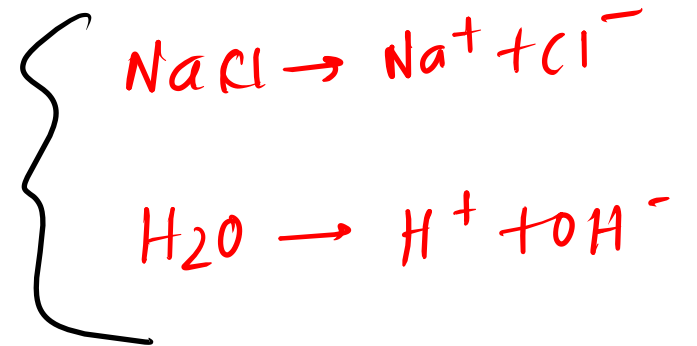 NaCl → Na⁺ + Cl⁻
H2O → H⁺ + OH⁻